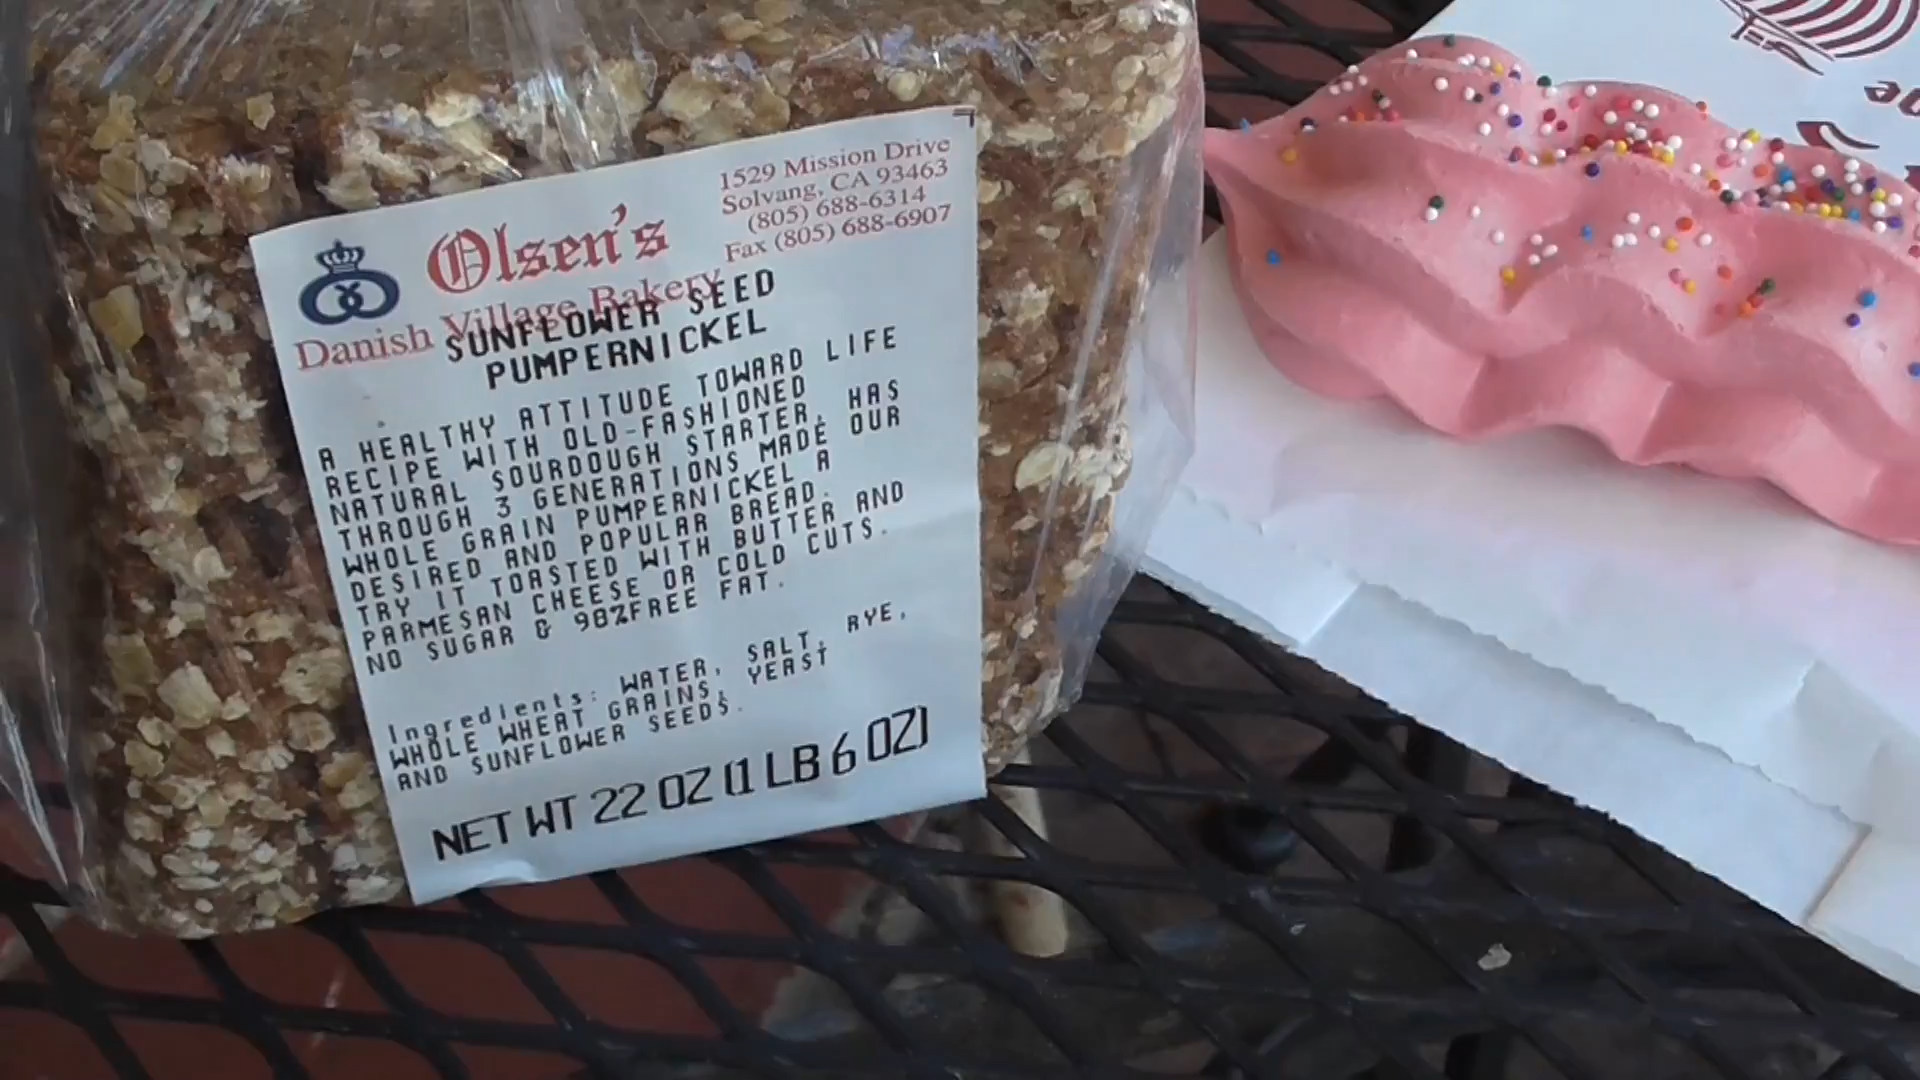 Olsen's
Danish Village Bakery
1529 Mission Drive
Solvang, CA 93463
(805) 688-6314
Fax (805) 688-6907
SUNFLOWER SEED
PUMPERNICKEL
A HEALTHY ATTITUDE TOWARD LIFE
RECIPE WITH OLD-FASHIONED
NATURAL SOURDOUGH STARTER, HAS
THROUGH 3 GENERATIONS MADE OUR
WHOLE GRAIN PUMPERNICKEL A
DESIRED AND POPULAR BREAD.
TRY IT TOASTED WITH BUTTER AND
PARMESAN CHEESE OR COLD CUTS.
NO SUGAR & 98%FREE FAT.
Ingredients: WATER, SALT, RYE,
WHOLE WHEAT GRAINS, YEAST
AND SUNFLOWER SEEDS.
NET WT 22 OZ (1 LB 6 OZ)